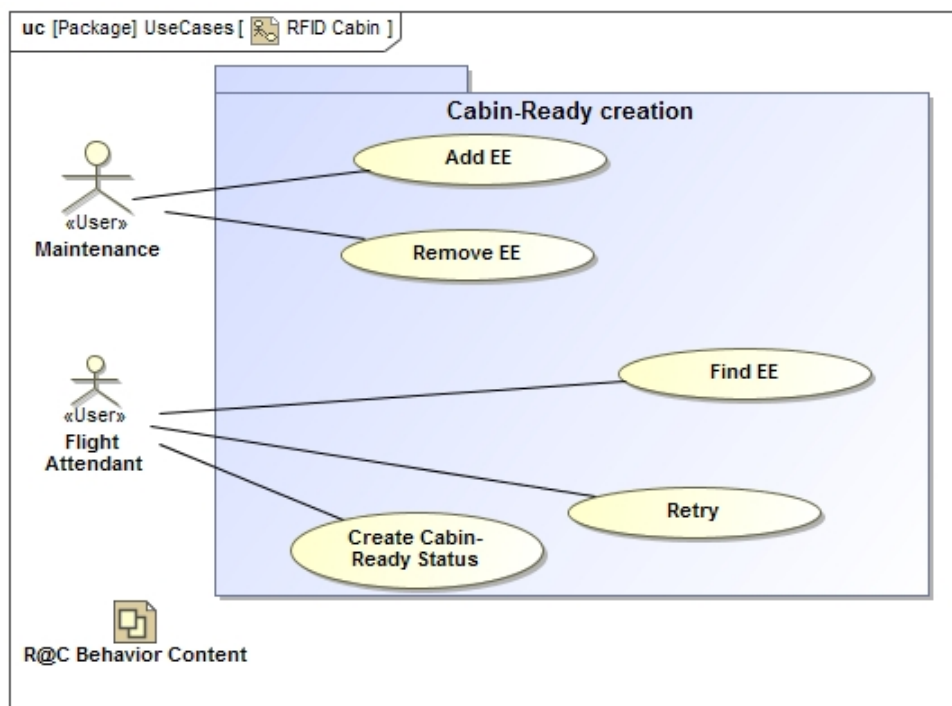 uc [Package] UseCases [ RFID Cabin ]
Cabin-Ready creation
Add EE
«User»
Maintenance
Remove EE
Find EE
«User»
Flight
Attendant
Retry
Create Cabin-
Ready Status
R@C Behavior Content